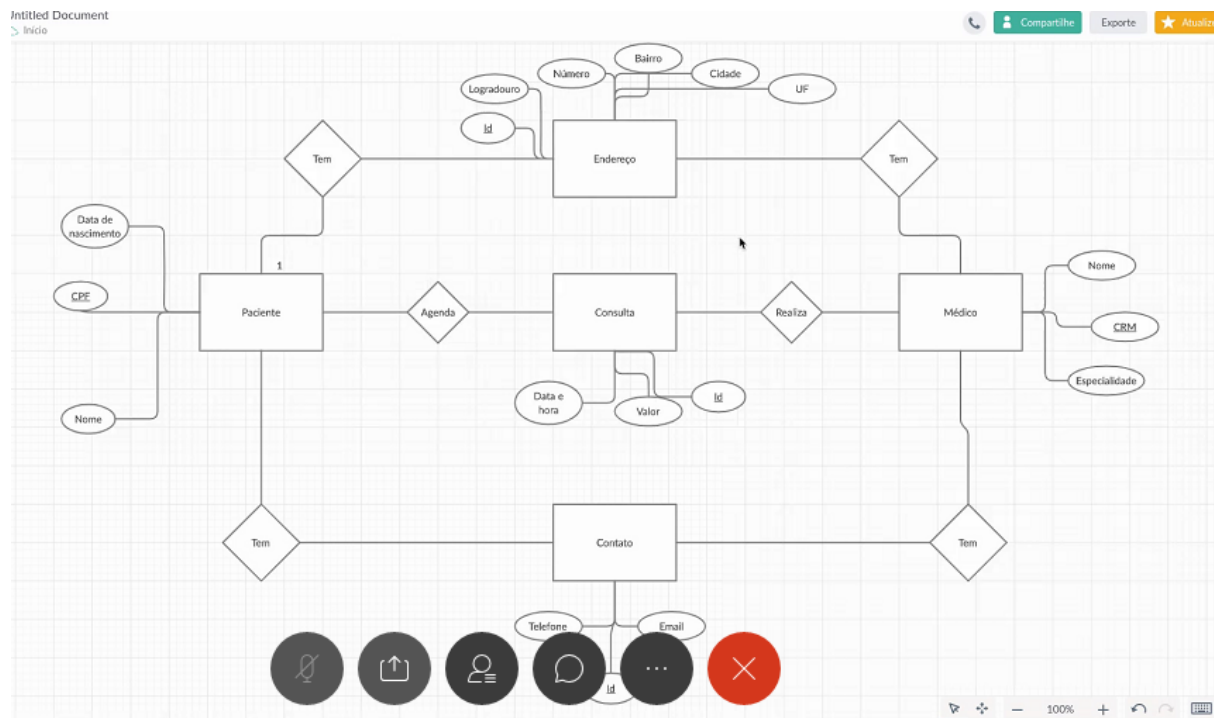 Untitled Document
Início
Compartilhe
Exporte
Bairro
Número
Cidade
Logradouro
UF
Id
Tem
Endereço
Tem
Data de
nascimento
1
Nome
CPF
Paciente
Agenda
Consulta
Realiza
Médico
CRM
Especialidade
Data e
hora
Valor
Id
Nome
Tem
Contato
Tem
Telefone
Email
Id
100%